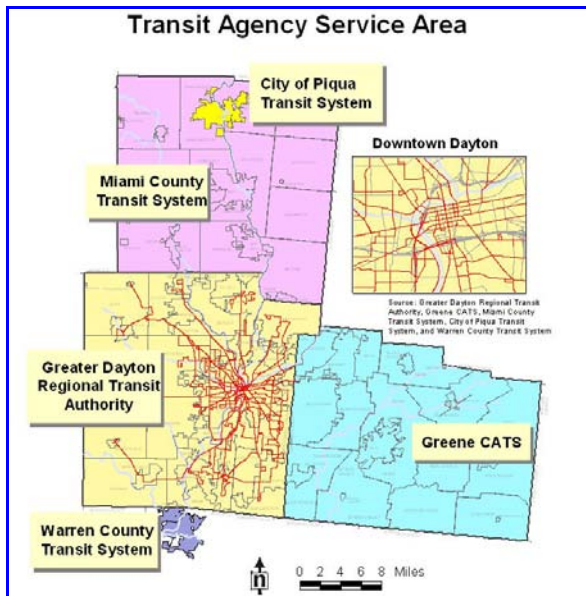 Transit Agency Service Area
City of Piqua
Transit System
Downtown Dayton
Miami County
Transit System
Source: Greater Dayton Regional Transit
Authority, Greene CATS, Miami County
Transit System, City of Piqua Transit
System, and Warren County Transit System
Greater Dayton
Regional Transit
Authority
Greene CATS
Warren County
Transit System
n
0 2 4 6 8 Miles